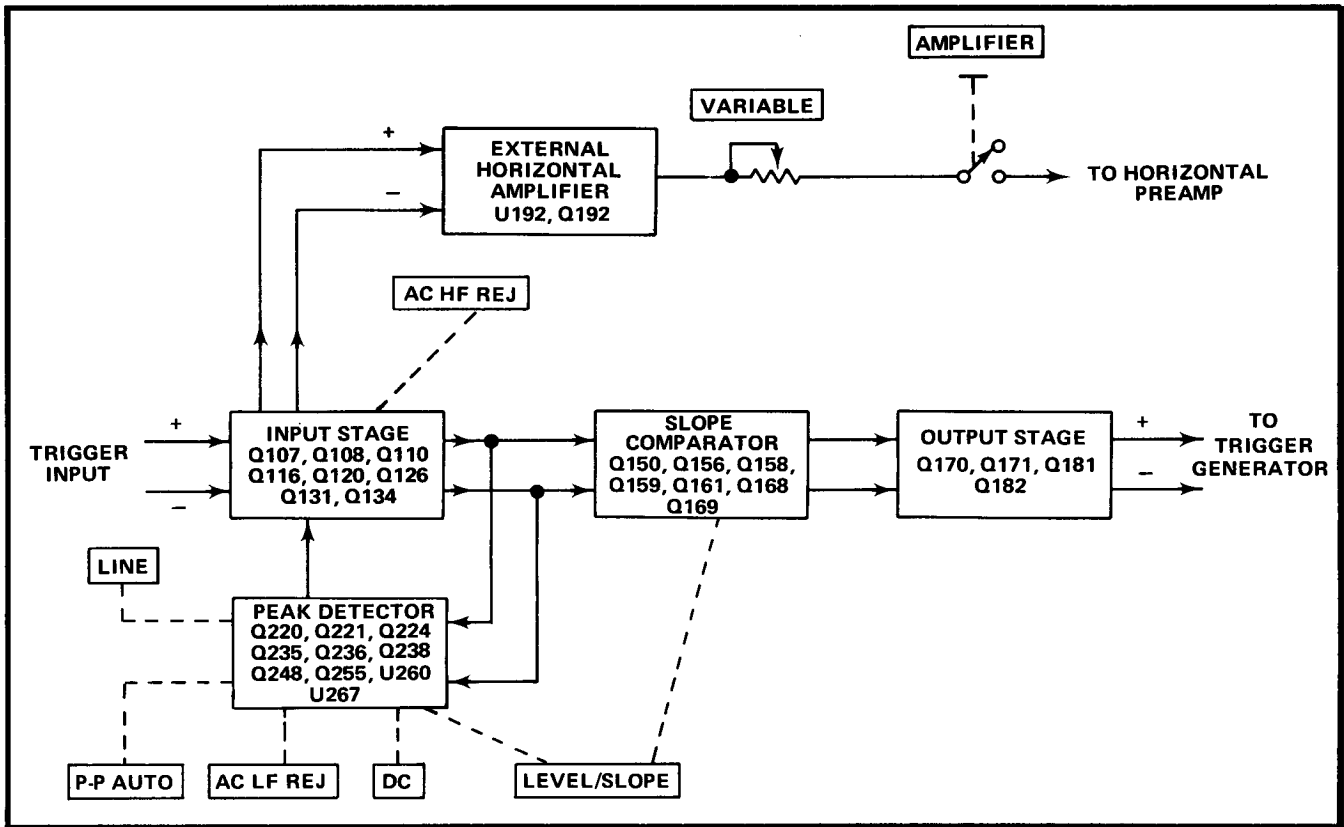 AMPLIFIER
VARIABLE
+
−
EXTERNAL
HORIZONTAL
AMPLIFIER
U192, Q192
TO HORIZONTAL
PREAMP
AC HF REJ
TRIGGER
INPUT
+
−
INPUT STAGE
Q107, Q108, Q110
Q116, Q120, Q126
Q131, Q134
SLOPE
COMPARATOR
Q150, Q156, Q158,
Q159, Q161, Q168
Q169
OUTPUT STAGE
Q170, Q171, Q181
Q182
+
−
TO
TRIGGER
GENERATOR
LINE
PEAK DETECTOR
Q220, Q221, Q224
Q235, Q236, Q238
Q248, Q255, U260
U267
P-P AUTO
AC LF REJ
DC
LEVEL/SLOPE